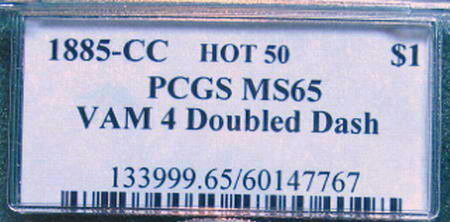 1885-CC HOT 50 $1
PCGS MS65
VAM 4 Doubled Dash
133999.65/60147767